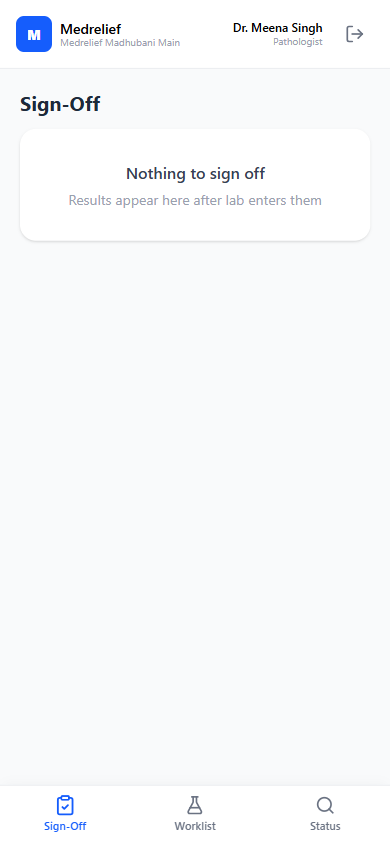 M
Medrelief
Medrelief Madhubani Main
Dr. Meena Singh
Pathologist
Sign-Off
Nothing to sign off
Results appear here after lab enters them
Sign-Off
Worklist
Status